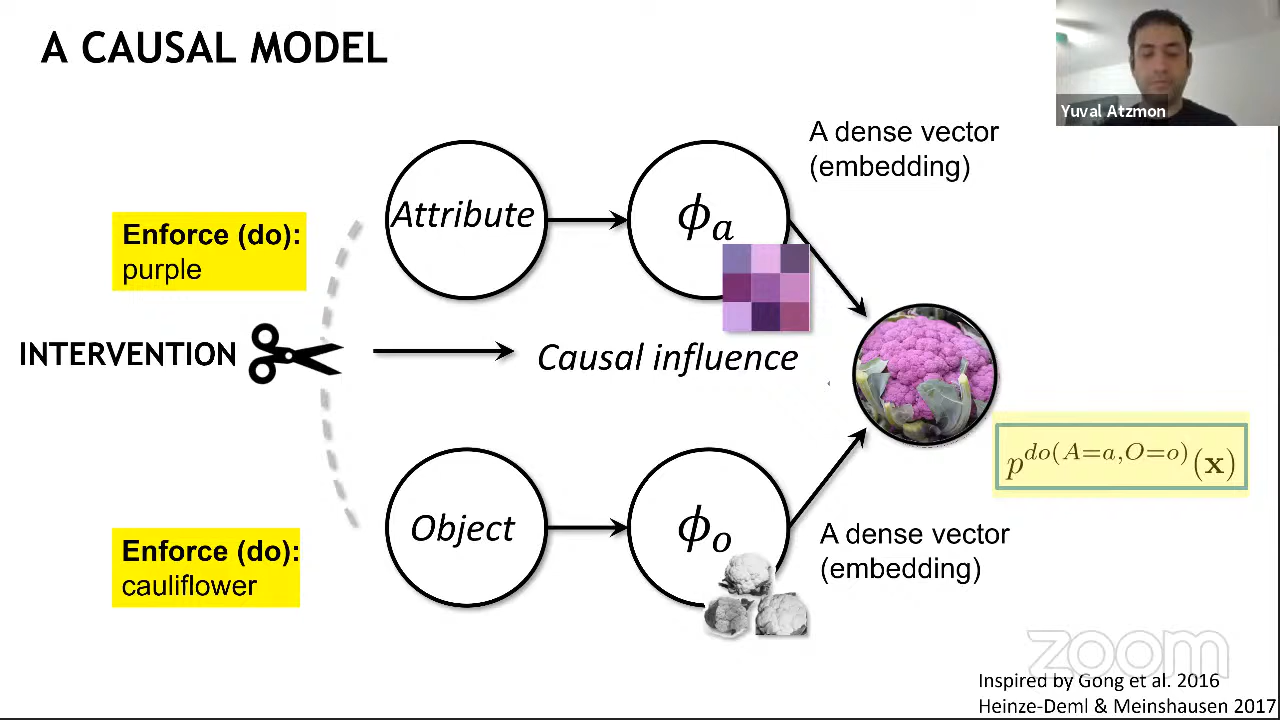 A CAUSAL MODEL
Yuval Atzmon
A dense vector
(embedding)
Attribute
ϕa
Enforce (do):
purple
INTERVENTION
Causal influence
p^do(A=a,O=o)(x)
Object
ϕo
A dense vector
(embedding)
Enforce (do):
cauliflower
zoom
Inspired by Gong et al. 2016
Heinze-Deml & Meinshausen 2017